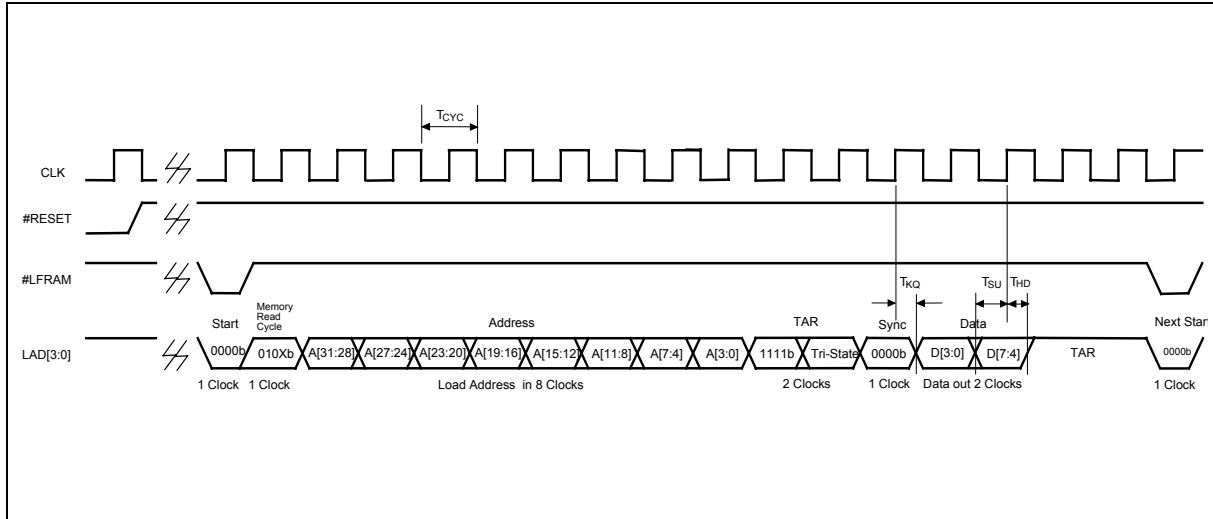 TCYC
CLK
#RESET
#LFRAM
TKQ TSU THD
Start Memory Read Cycle Address TAR Sync Data Next Start
LAD[3:0] 0000b 010Xb A[31:28] A[27:24] A[23:20] A[19:16] A[15:12] A[11:8] A[7:4] A[3:0] 1111b Tri-State 0000b D[3:0] D[7:4] TAR 0000b
1 Clock 1 Clock Load Address in 8 Clocks 2 Clocks 1 Clock Data out 2 Clocks 1 Clock